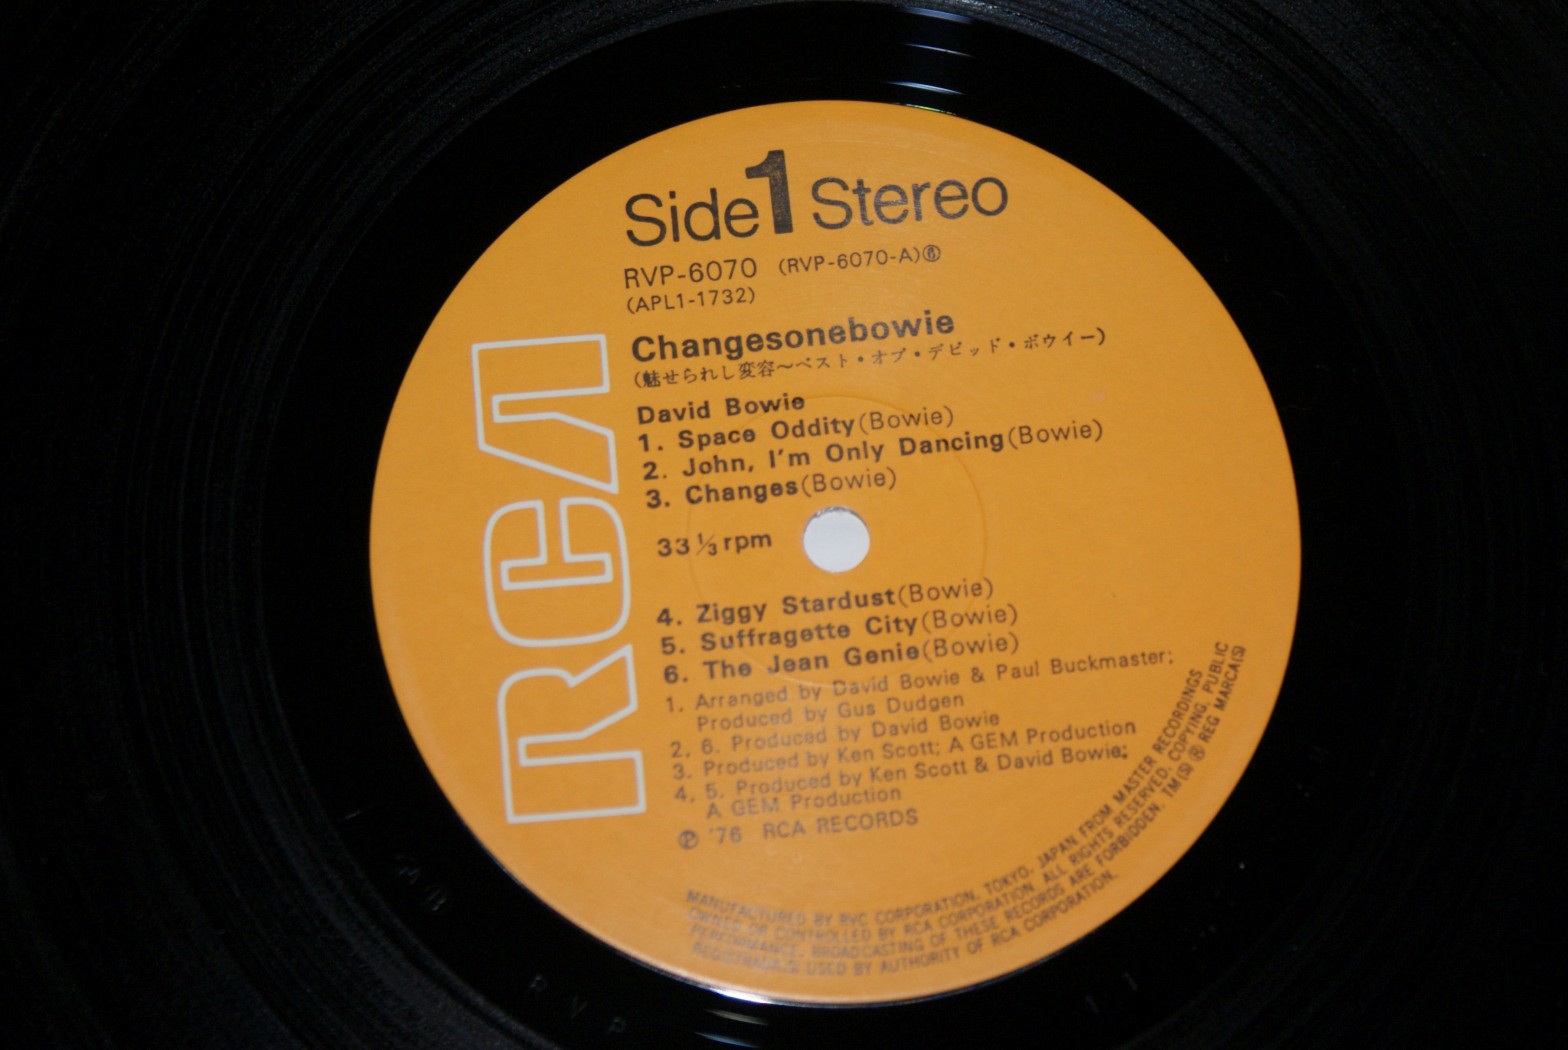 Side 1 Stereo
RVP-6070 (RVP-6070-A)⑥
(APL1-1732)
Changesonebowie
(魅せられし変容〜ベスト・オブ・デビッド・ボウイー)
David Bowie
1. Space Oddity(Bowie)
2. John, I'm Only Dancing(Bowie)
3. Changes(Bowie)
33 1/3 rpm
4. Ziggy Stardust(Bowie)
5. Suffragette City(Bowie)
6. The Jean Genie(Bowie)
1. Arranged by David Bowie & Paul Buckmaster;
Produced by Gus Dudgen
2. 6. Produced by David Bowie
3. Produced by Ken Scott; A GEM Production
4. 5. Produced by Ken Scott & David Bowie;
A GEM Production
℗ '76 RCA RECORDS
RCA
MANUFACTURED BY RVC CORPORATION, TOKYO, JAPAN FROM MASTER RECORDINGS
OWNED OR CONTROLLED BY RCA CORPORATION. ALL RIGHTS RESERVED. COPYING, PUBLIC
PERFORMANCE, BROADCASTING OF THESE RECORDS ARE FORBIDDEN. TM(S) ® REG MARCA(S)
REGISTRADA(S) USED BY AUTHORITY OF RCA CORPORATION.
RVP
11